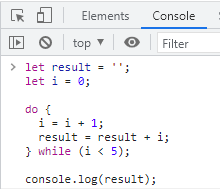 Elements Console
top Filter
> let result = '';
let i = 0;

do {
  i = i + 1;
  result = result + i;
} while (i < 5);

console.log(result);